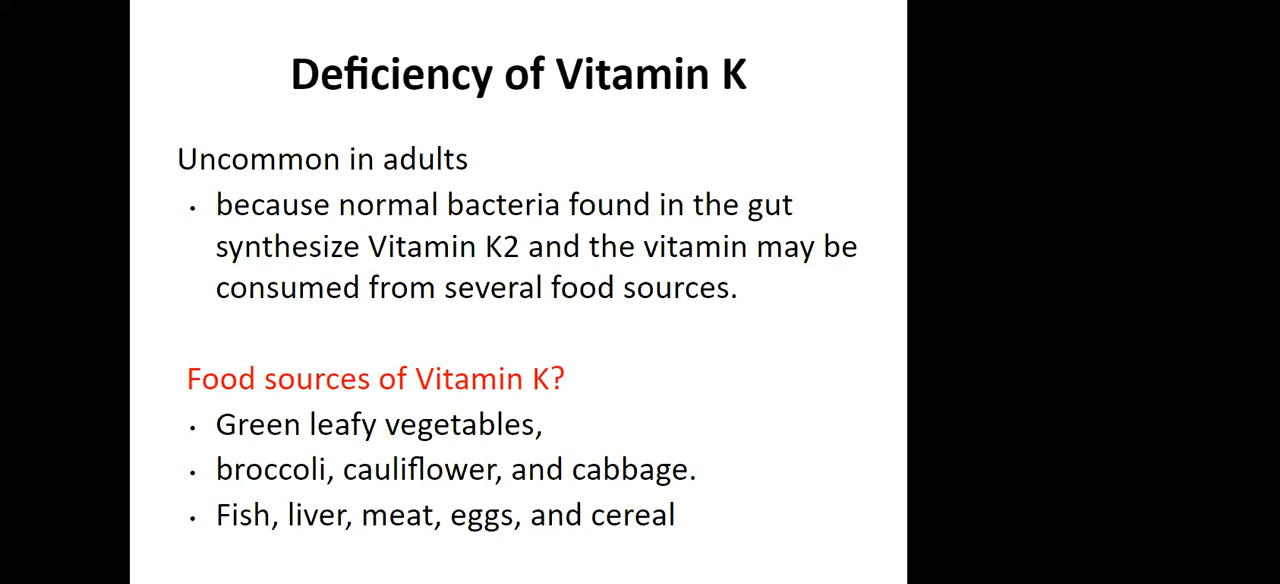 Deficiency of Vitamin K
Uncommon in adults
• because normal bacteria found in the gut
synthesize Vitamin K2 and the vitamin may be
consumed from several food sources.
Food sources of Vitamin K?
• Green leafy vegetables,
• broccoli, cauliflower, and cabbage.
• Fish, liver, meat, eggs, and cereal